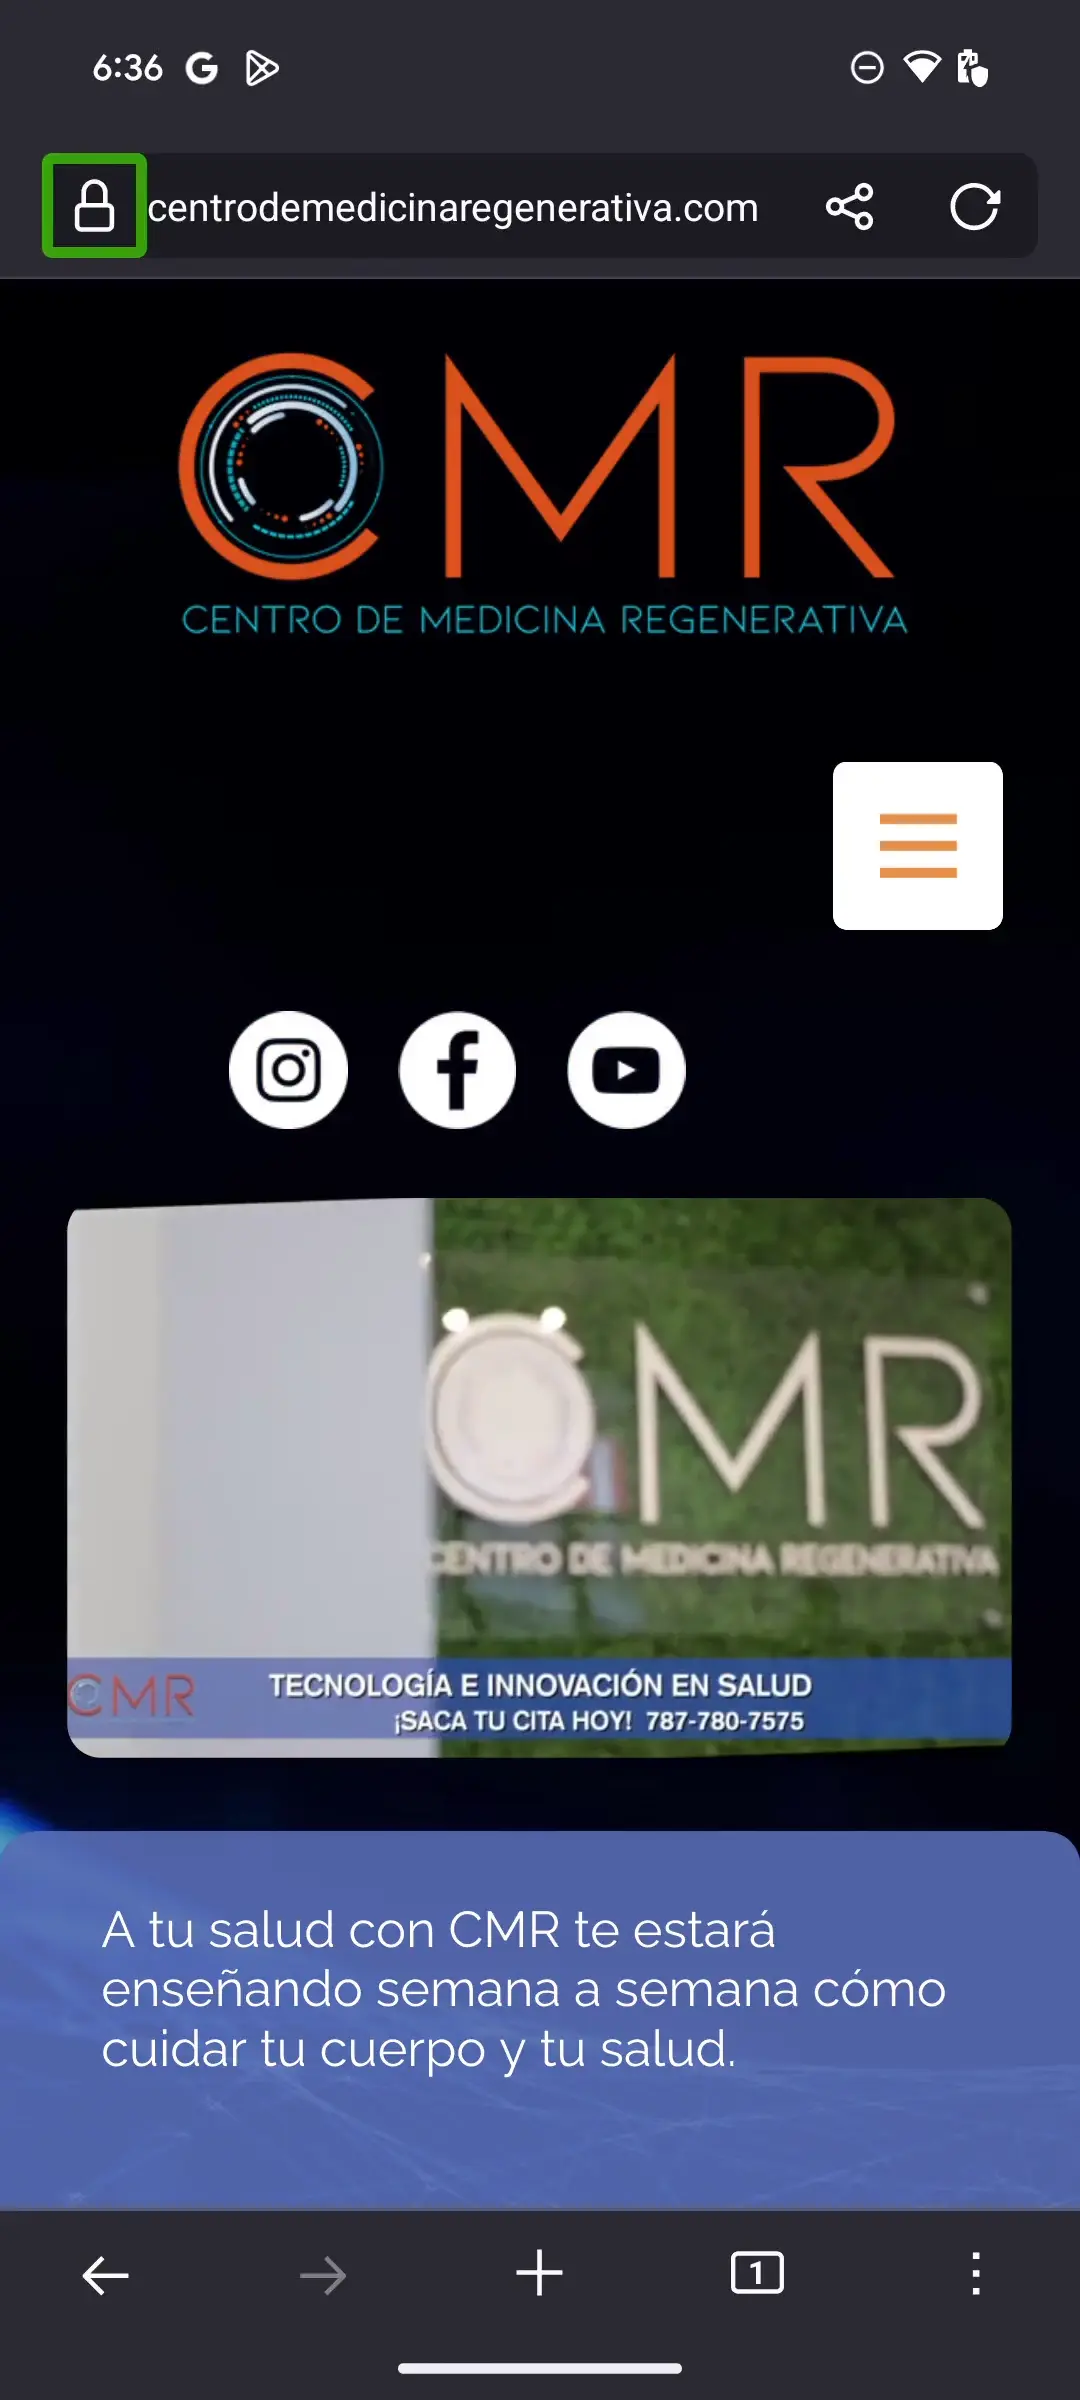 6:36
centrodemedicinaregenerativa.com
CMR
CENTRO DE MEDICINA REGENERATIVA
CMR
CENTRO DE MEDICINA REGENERATIVA
CMR
TECNOLOGÍA E INNOVACIÓN EN SALUD
¡SACA TU CITA HOY! 787-780-7575
A tu salud con CMR te estará
enseñando semana a semana cómo
cuidar tu cuerpo y tu salud.
1